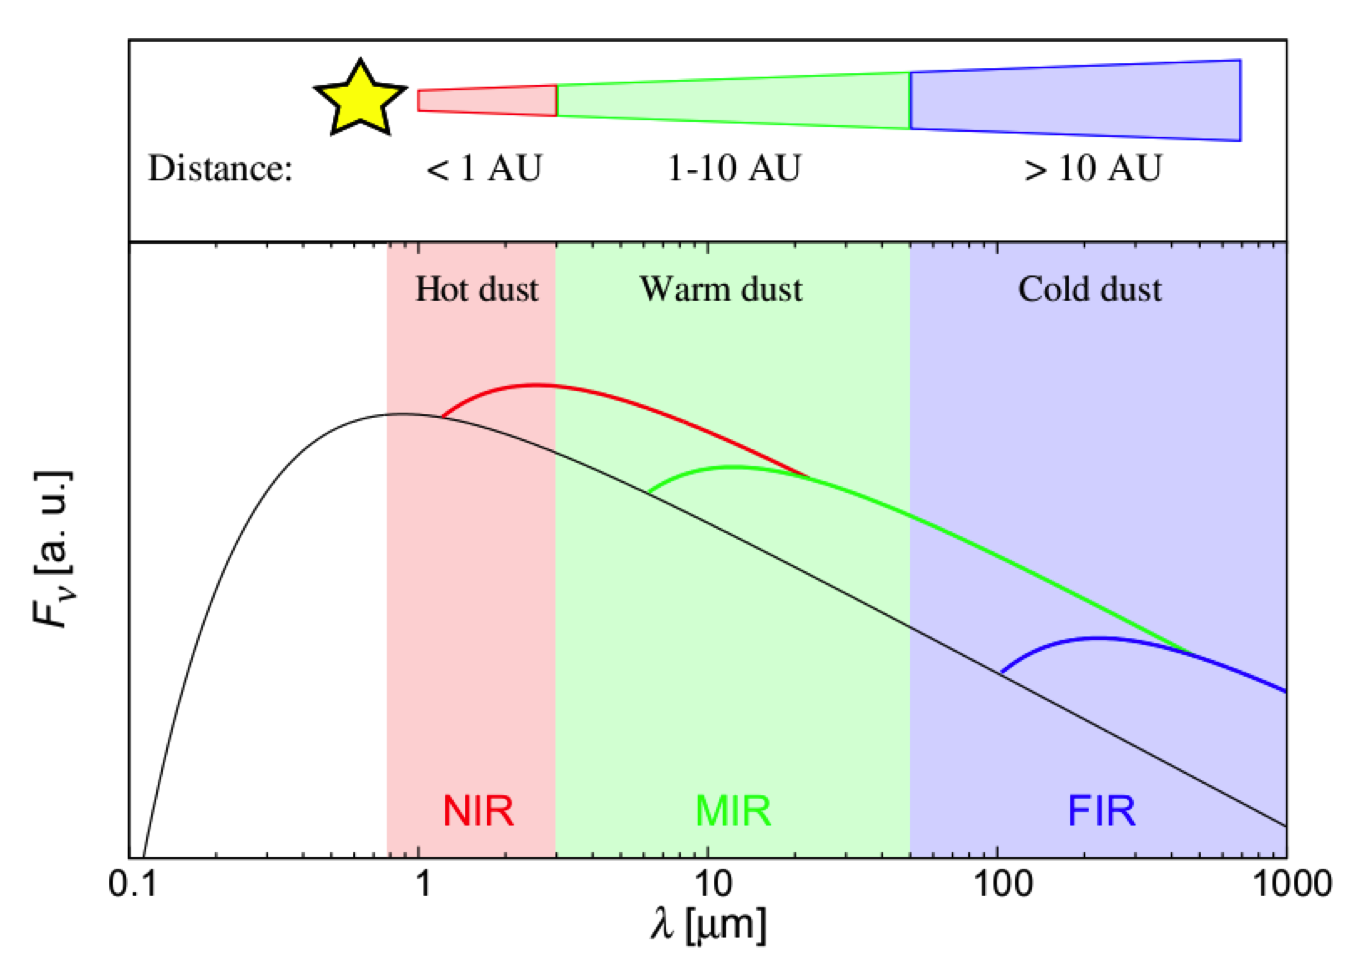 Distance: < 1 AU 1-10 AU > 10 AU
Hot dust Warm dust Cold dust
Fν [a. u.]
NIR MIR FIR
0.1 1 10 100 1000
λ [μm]